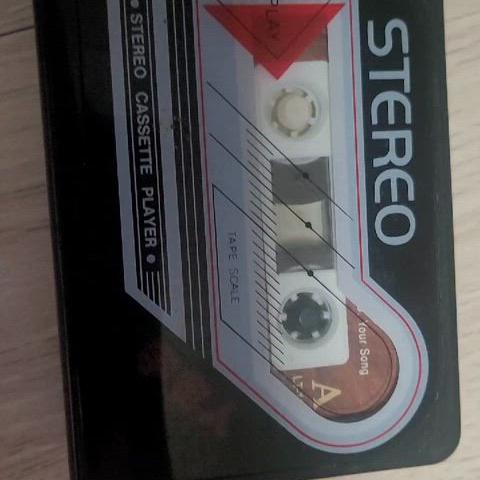 STEREO
PLAY
• STEREO CASSETTE PLAYER •
TAPE SCALE
Your Song
A